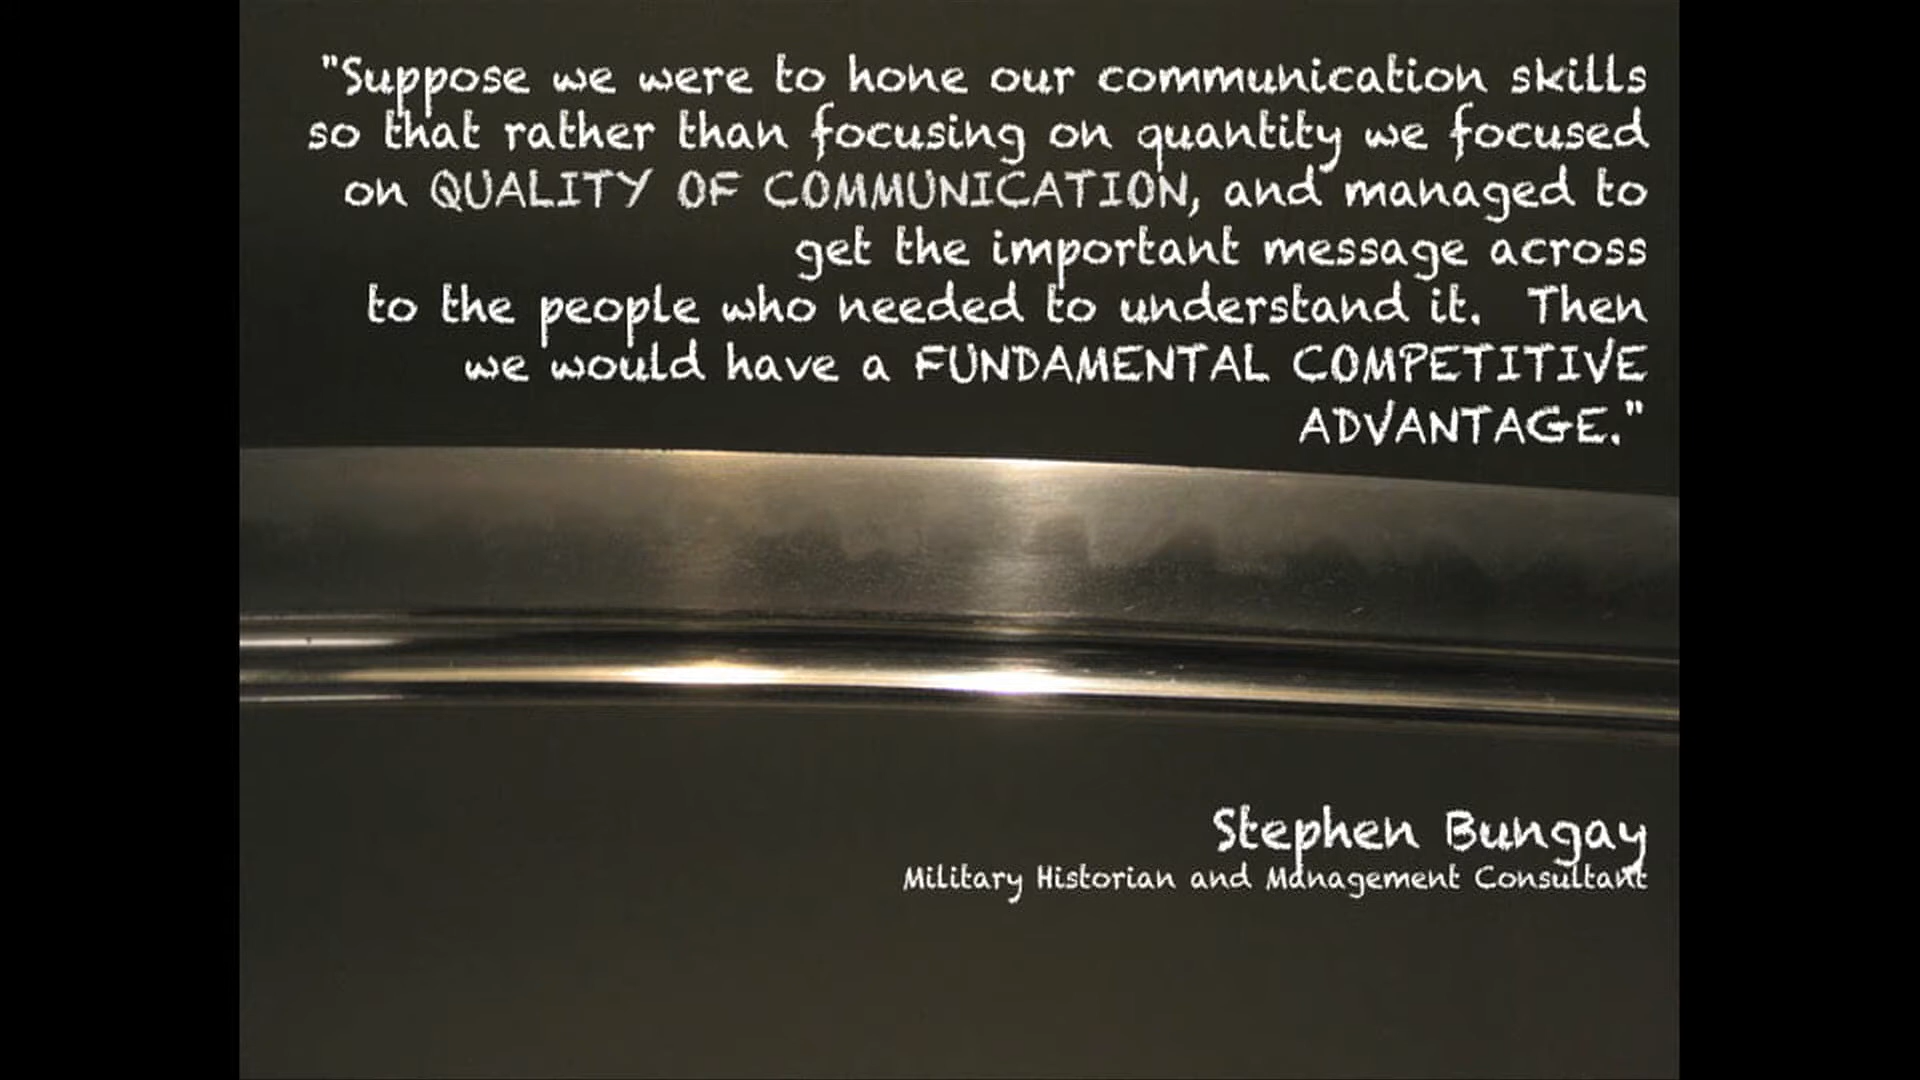 "Suppose we were to hone our communication skills
so that rather than focusing on quantity we focused
on QUALITY OF COMMUNICATION, and managed to
get the important message across
to the people who needed to understand it.  Then
we would have a FUNDAMENTAL COMPETITIVE
ADVANTAGE."
Stephen Bungay
Military Historian and Management Consultant